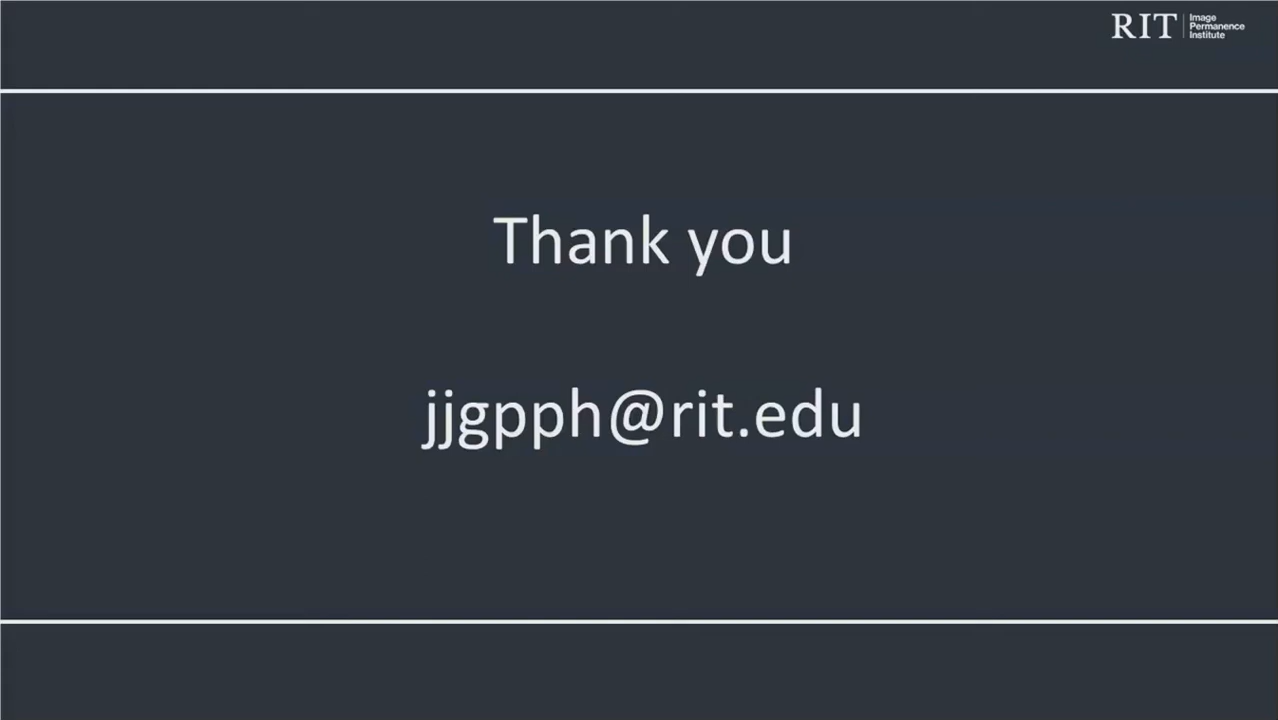 RIT
Image
Permanence
Institute
Thank you
jjgpph@rit.edu